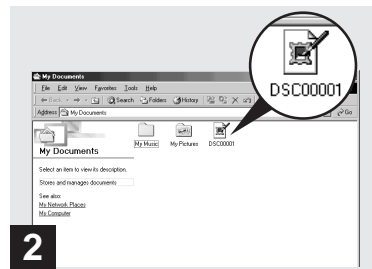 DSC00001
My Documents
File Edit View Favorites Tools Help
Back Search Folders History
Address My Documents Go
My Documents
My Music My Pictures DSC00001
Select an item to view its description.
Stores and manages documents
See also:
My Network Places
My Computer
2